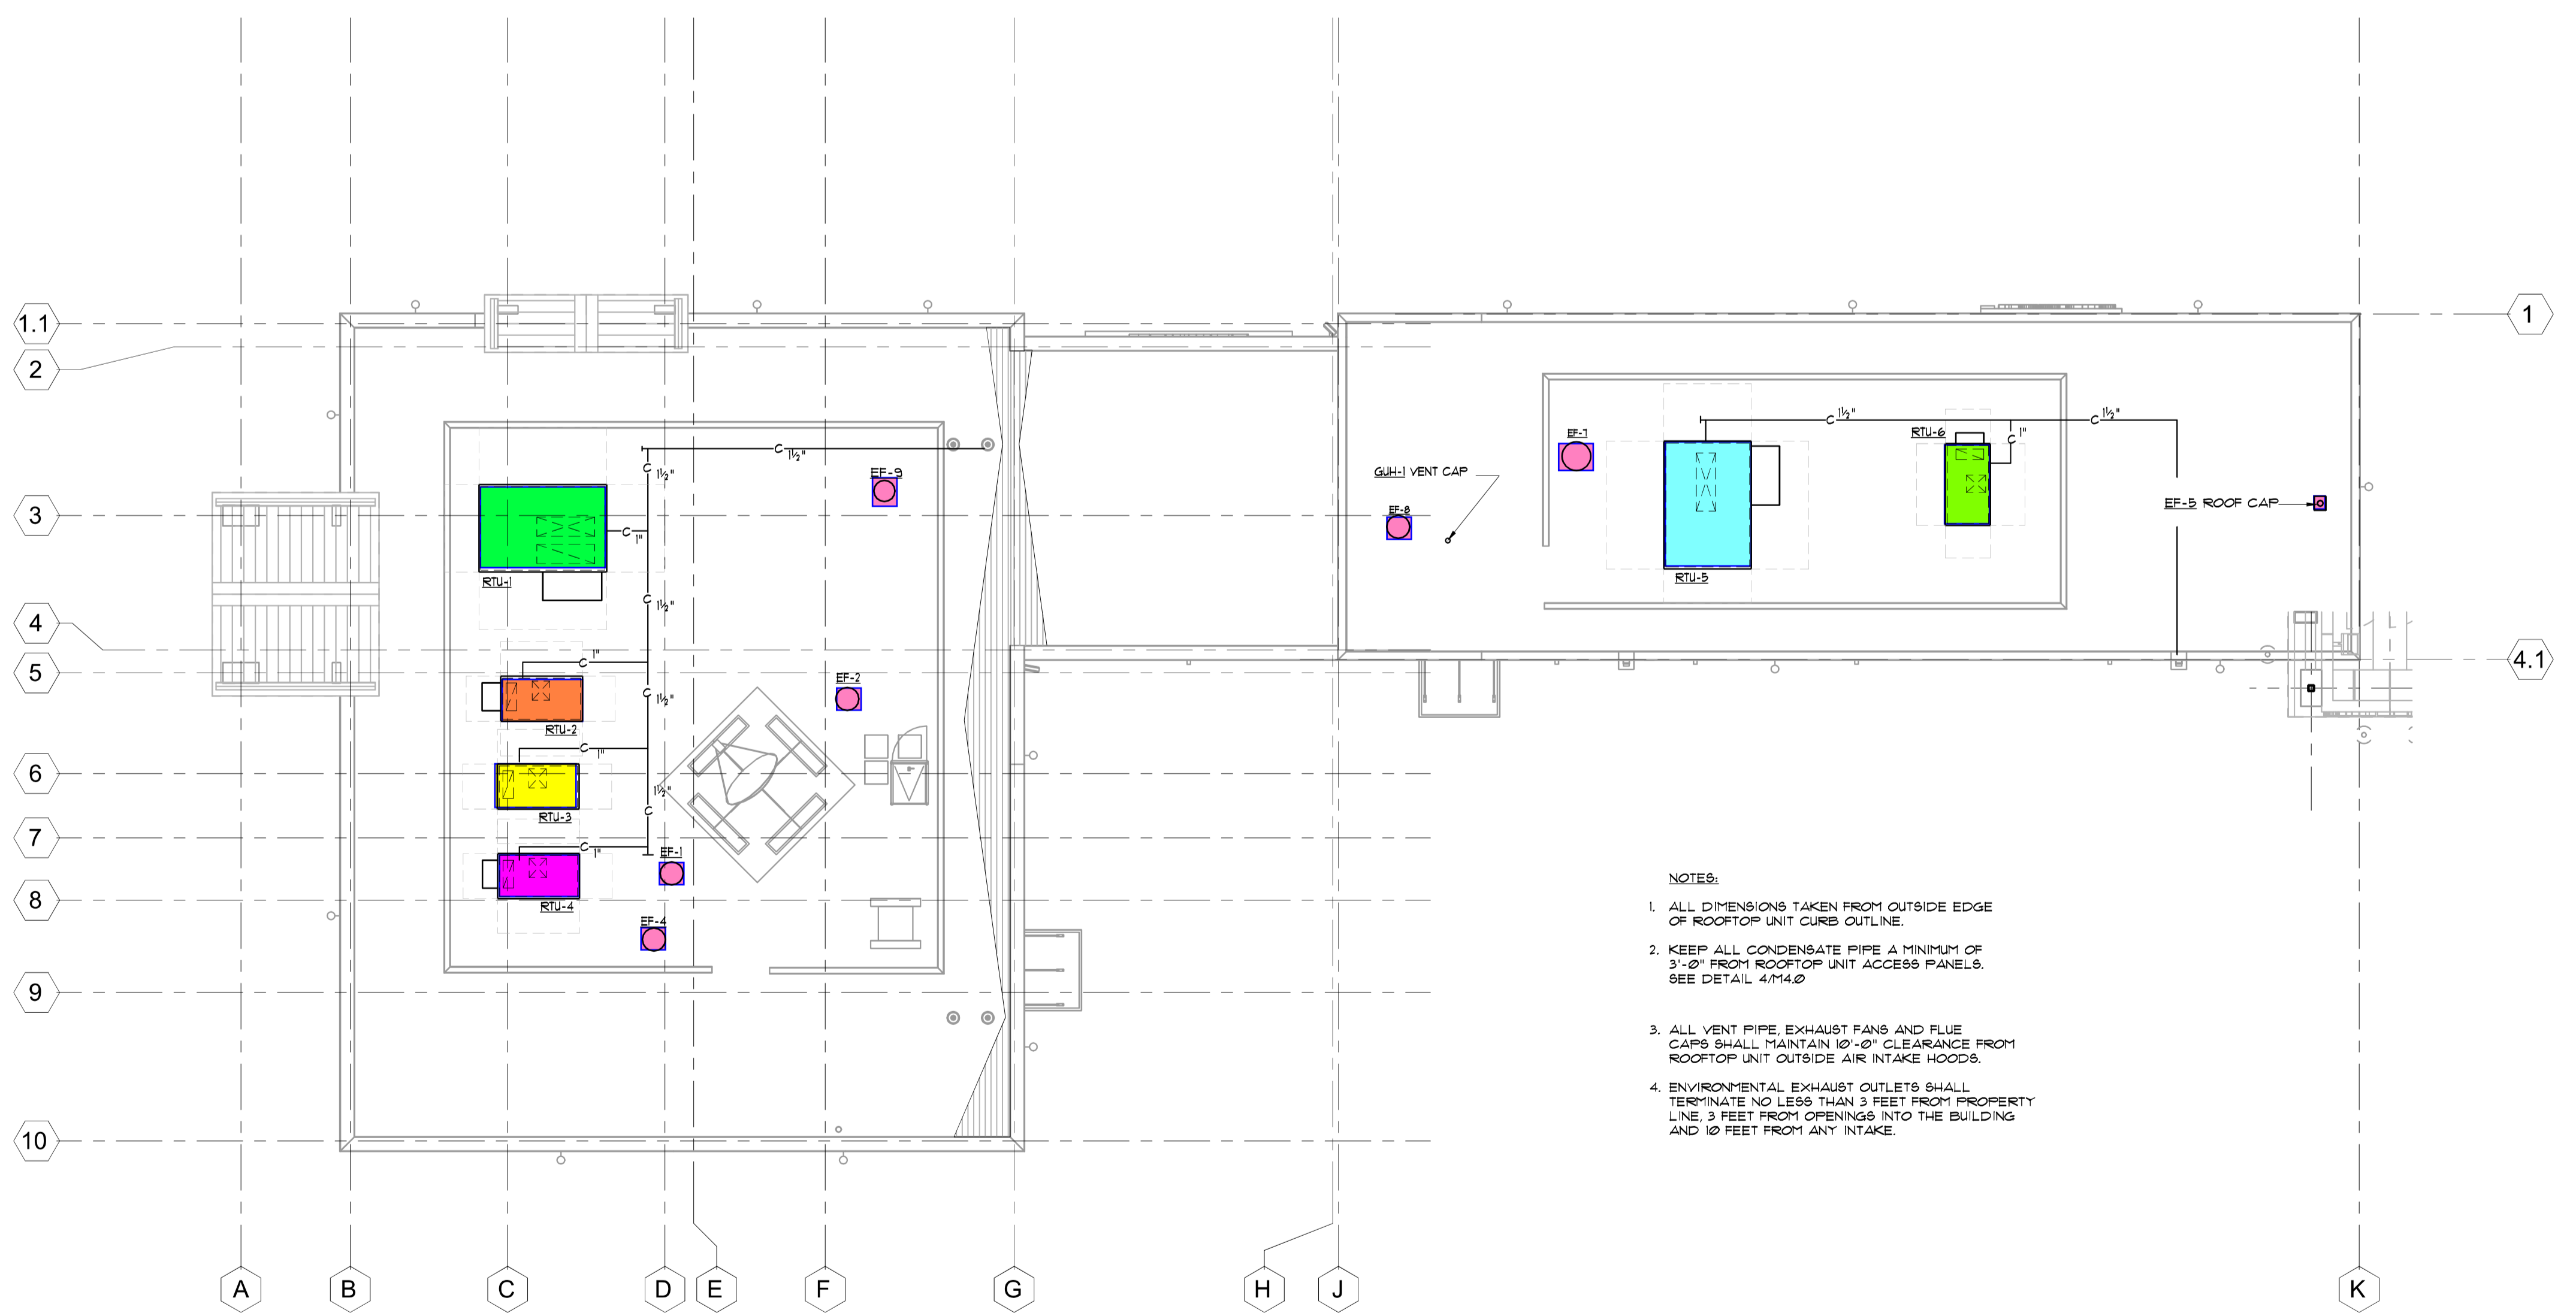 1.1
1
2
C 1½"
C 1½"
C 1½"
RTU-6
C 1"
EF-7
C 1½"
EF-9
GUH-1 VENT CAP
EF-8
EF-5 ROOF CAP
3
C 1"
RTU-1
RTU-5
C 1½"
4
5
4.1
C 1"
EF-2
C 1½"
RTU-2
C 1"
6
1½"
C
RTU-3
7
C 1"
EF-1
8
RTU-4
EF-4
9
10
NOTES:
1. ALL DIMENSIONS TAKEN FROM OUTSIDE EDGE
OF ROOFTOP UNIT CURB OUTLINE.
2. KEEP ALL CONDENSATE PIPE A MINIMUM OF
3'-0" FROM ROOFTOP UNIT ACCESS PANELS.
SEE DETAIL 4/M4.0
3. ALL VENT PIPE, EXHAUST FANS AND FLUE
CAPS SHALL MAINTAIN 10'-0" CLEARANCE FROM
ROOFTOP UNIT OUTSIDE AIR INTAKE HOODS.
4. ENVIRONMENTAL EXHAUST OUTLETS SHALL
TERMINATE NO LESS THAN 3 FEET FROM PROPERTY
LINE, 3 FEET FROM OPENINGS INTO THE BUILDING
AND 10 FEET FROM ANY INTAKE.
A B C D E F G H J K